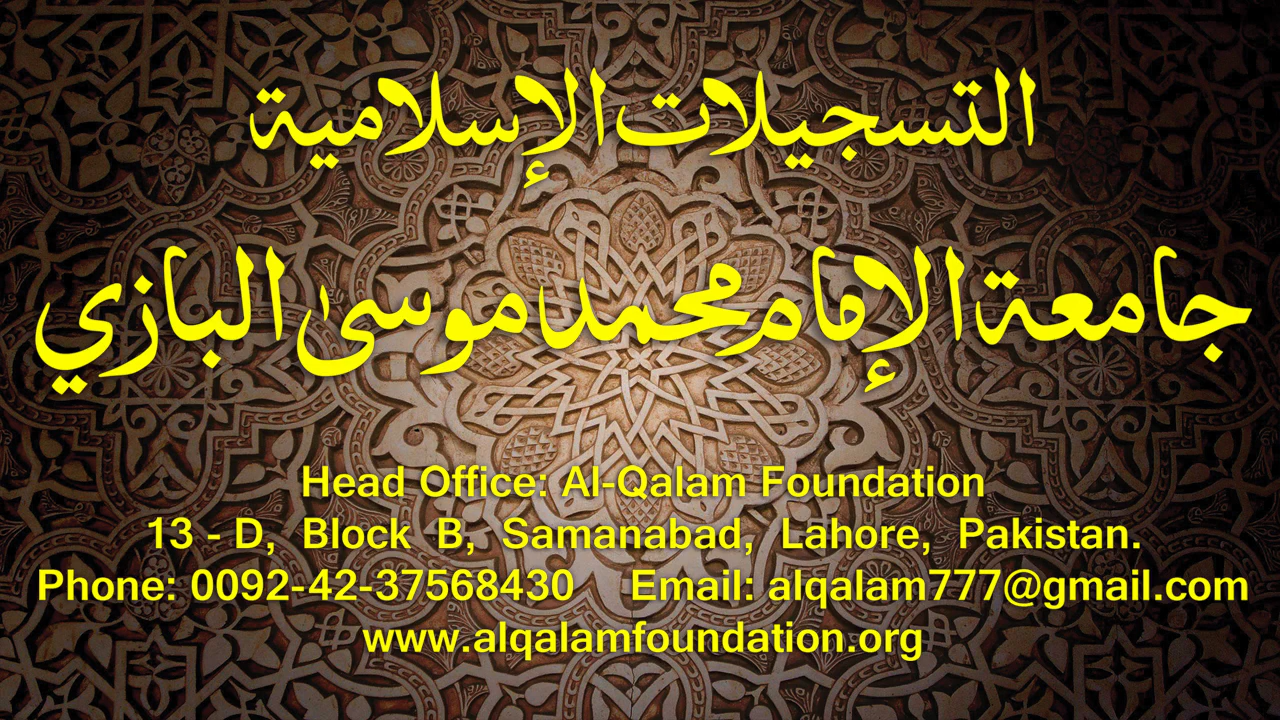 التسجيلات الإسلامية
جامعة الإمام محمد موسىٰ البازي
Head Office: Al-Qalam Foundation
13 - D, Block B, Samanabad, Lahore, Pakistan.
Phone: 0092-42-37568430 Email: alqalam777@gmail.com
www.alqalamfoundation.org